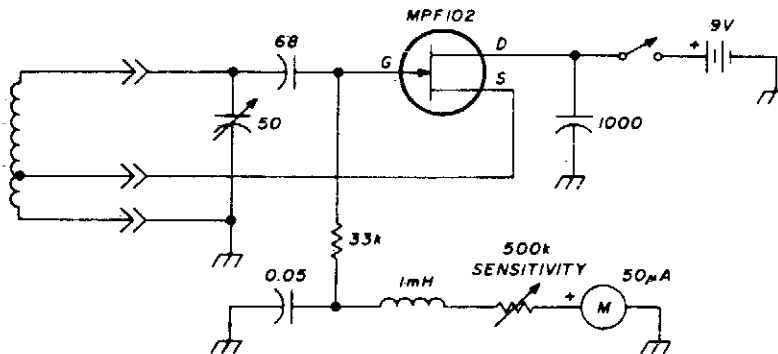 MPF102
9V
68
G
D
S
+
50
1000
33k
500k
SENSITIVITY
50μA
0.05
1mH
+
M